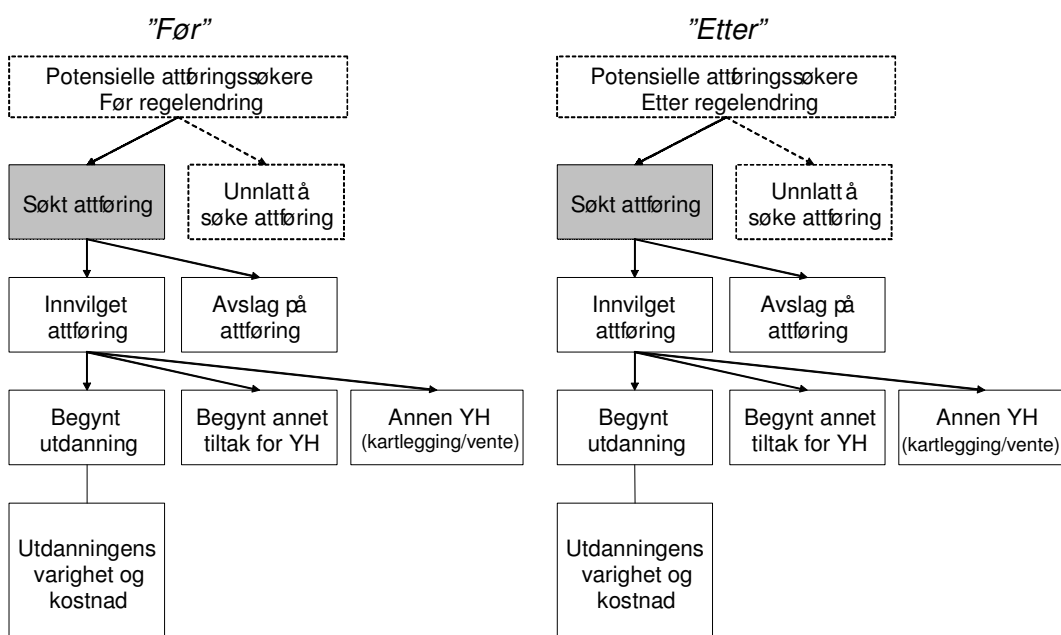 "Før"
Potensielle attføringssøkere
Før regelendring
Søkt attføring
Unnlatt å
søke attføring
Innvilget
attføring
Avslag på
attføring
Begynt
utdanning
Begynt annet
tiltak for YH
Annen YH
(kartlegging/vente)
Utdanningens
varighet og
kostnad
"Etter"
Potensielle attføringssøkere
Etter regelendring
Søkt attføring
Unnlatt å
søke attføring
Innvilget
attføring
Avslag på
attføring
Begynt
utdanning
Begynt annet
tiltak for YH
Annen YH
(kartlegging/vente)
Utdanningens
varighet og
kostnad